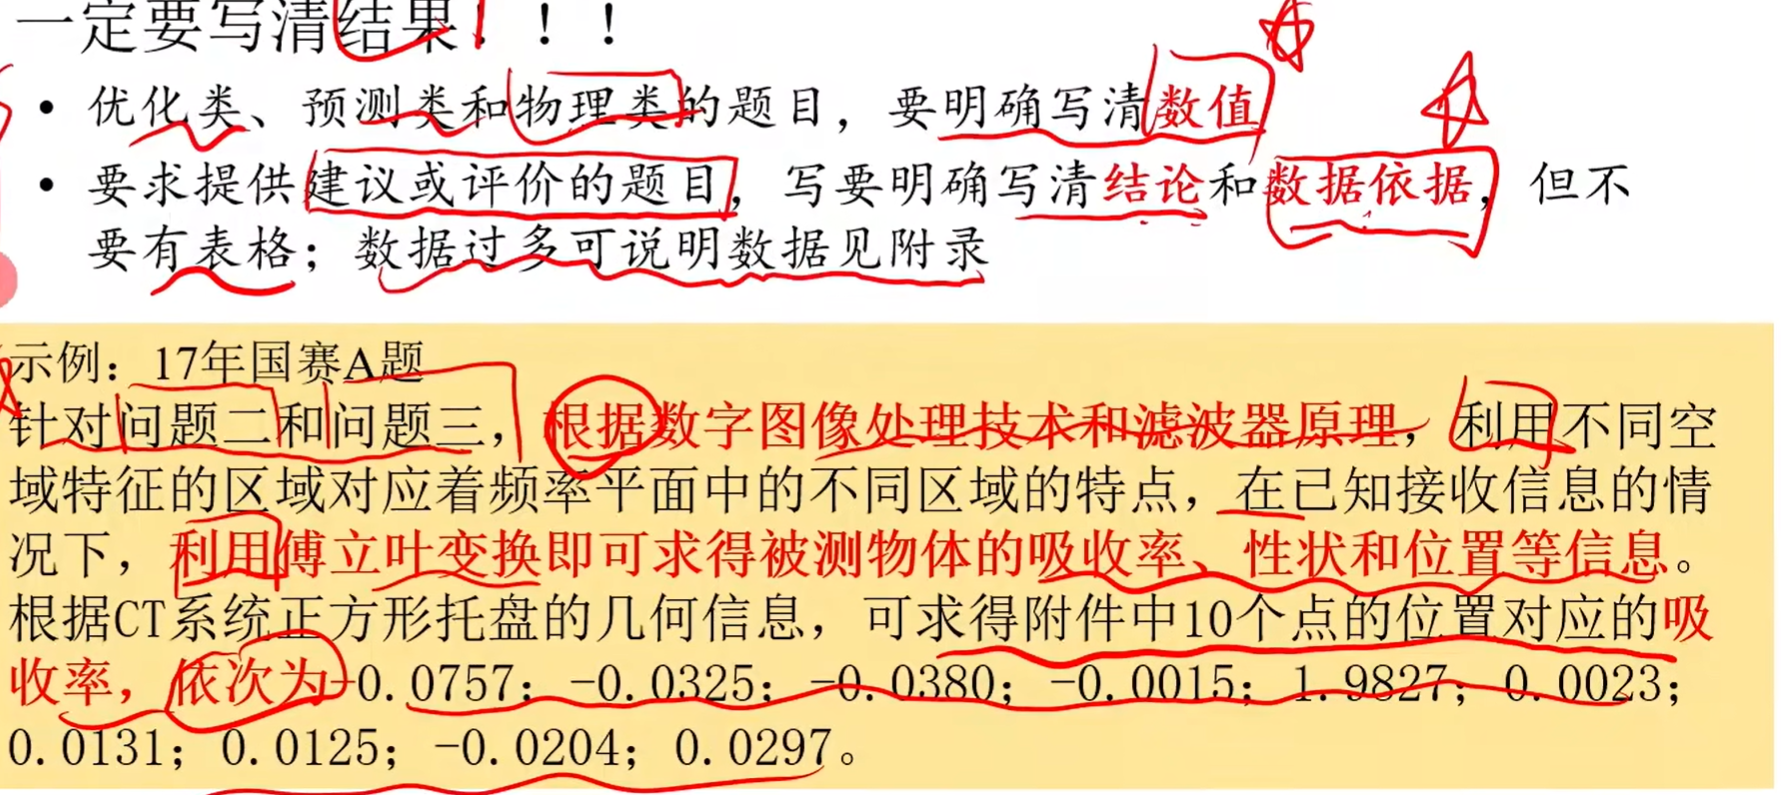 一定要写清结果！！！
• 优化类、预测类和物理类的题目，要明确写清数值
• 要求提供建议或评价的题目，写要明确写清结论和数据依据，但不
要有表格；数据过多可说明数据见附录
示例：17年国赛A题
针对问题二和问题三，根据数字图像处理技术和滤波器原理，利用不同空
域特征的区域对应着频率平面中的不同区域的特点，在已知接收信息的情
况下，利用傅立叶变换即可求得被测物体的吸收率、性状和位置等信息。
根据CT系统正方形托盘的几何信息，可求得附件中10个点的位置对应的吸
收率，依次为-0.0757；-0.0325；-0.0380；-0.0015；1.9827；0.0023；
0.0131；0.0125；-0.0204；0.0297。